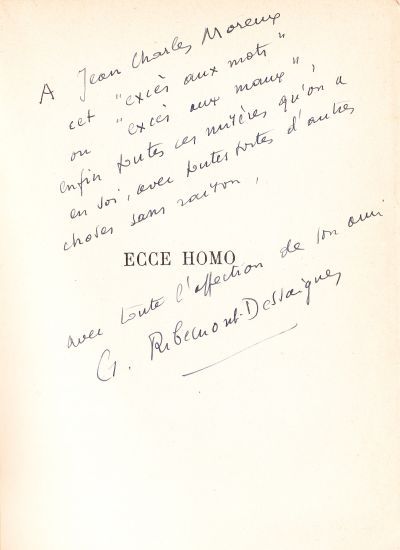 A Jean Charles Moreux
cet "excès aux mots"
ou "excès aux maux",
enfin toutes ces misères qu'on a
en soi, avec toutes sortes d'autres
choses sans raison,
ECCE HOMO
avec toute l'affection de son ami
G. Ribemont-Dessaignes